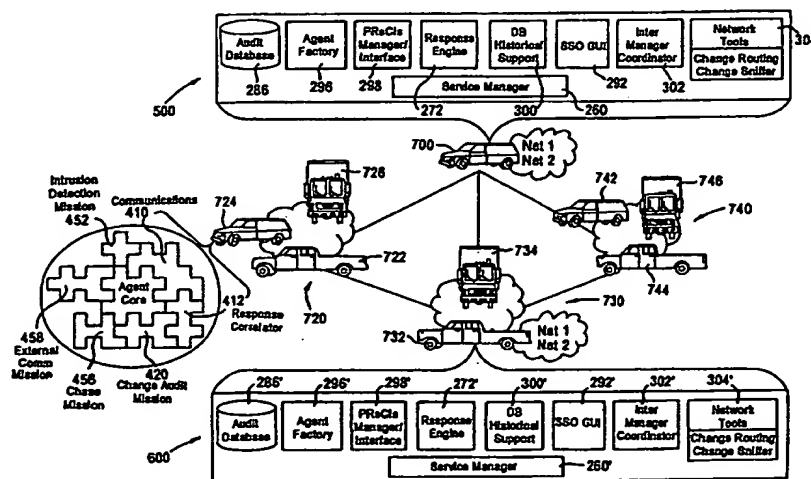 Audit Database
286
Agent Factory
296
PRsCIs Manager/ Interface
298
Response Engine
272
DB Historical Support
300
SSO GUI
292
Inter Manager Coordinator
302
Network Tools
Change Routing
Change Sniffer
30
Service Manager
260
500
700
Net 1
Net 2
726
724
722
720
742
746
740
744
734
730
732
Net 1
Net 2
Intrusion Detection Mission
452
Communications
410
Agent Core
412
Response Correlator
458
External Comm Mission
456
Chase Mission
420
Change Audit Mission
286'
296'
298'
272'
300'
292'
302'
304'
Audit Database
Agent Factory
PRsCIs Manager/ Interface
Response Engine
DB Historical Support
SSO GUI
Inter Manager Coordinator
Network Tools
Change Routing
Change Sniffer
600
Service Manager
260'